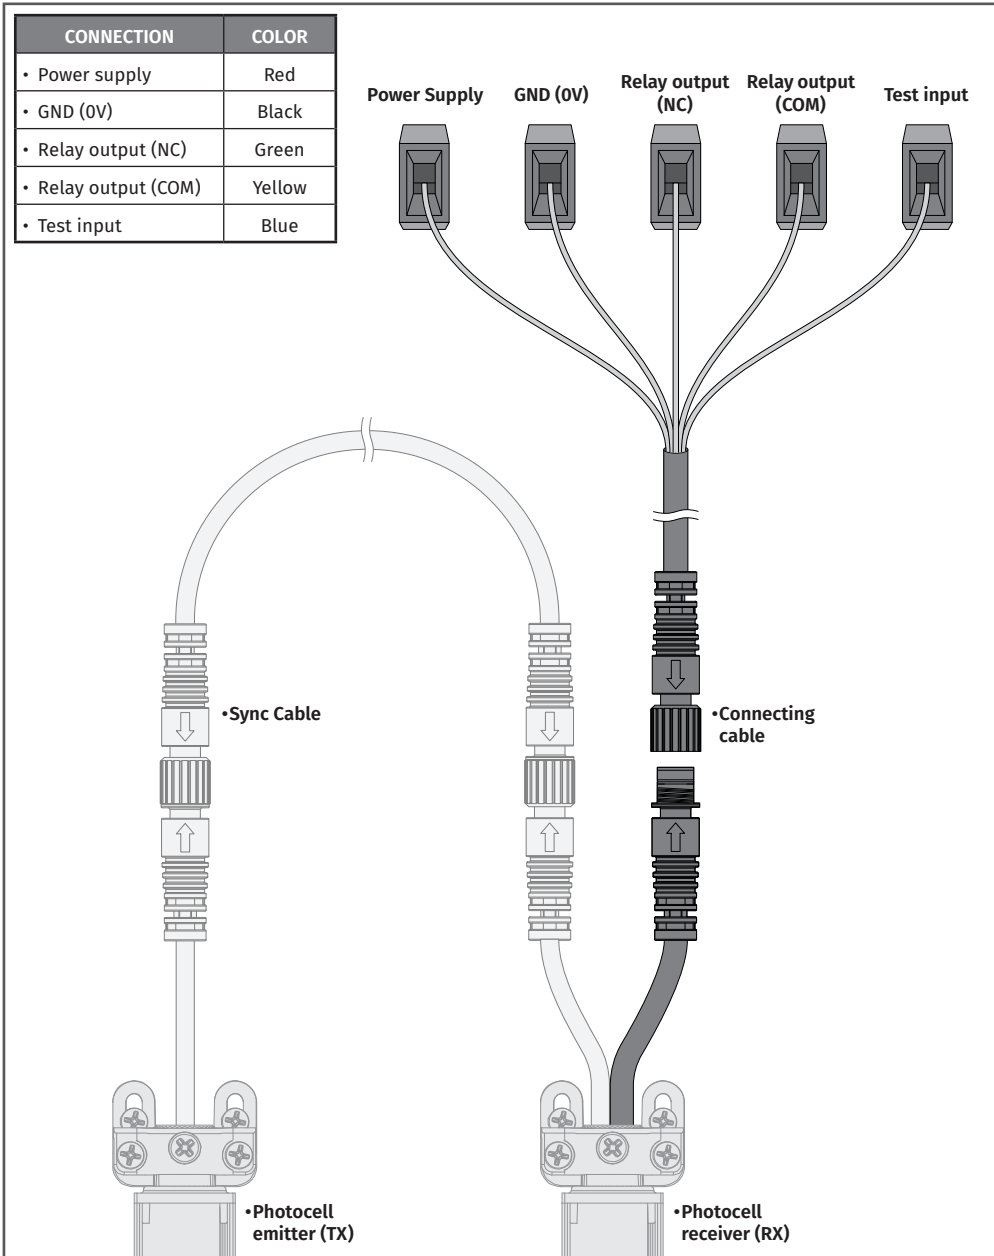 CONNECTION COLOR
• Power supply Red
• GND (0V) Black
• Relay output (NC) Green
• Relay output (COM) Yellow
• Test input Blue
Power Supply
GND (0V)
Relay output
(NC)
Relay output
(COM)
Test input
•Sync Cable
•Connecting
cable
•Photocell
emitter (TX)
•Photocell
receiver (RX)